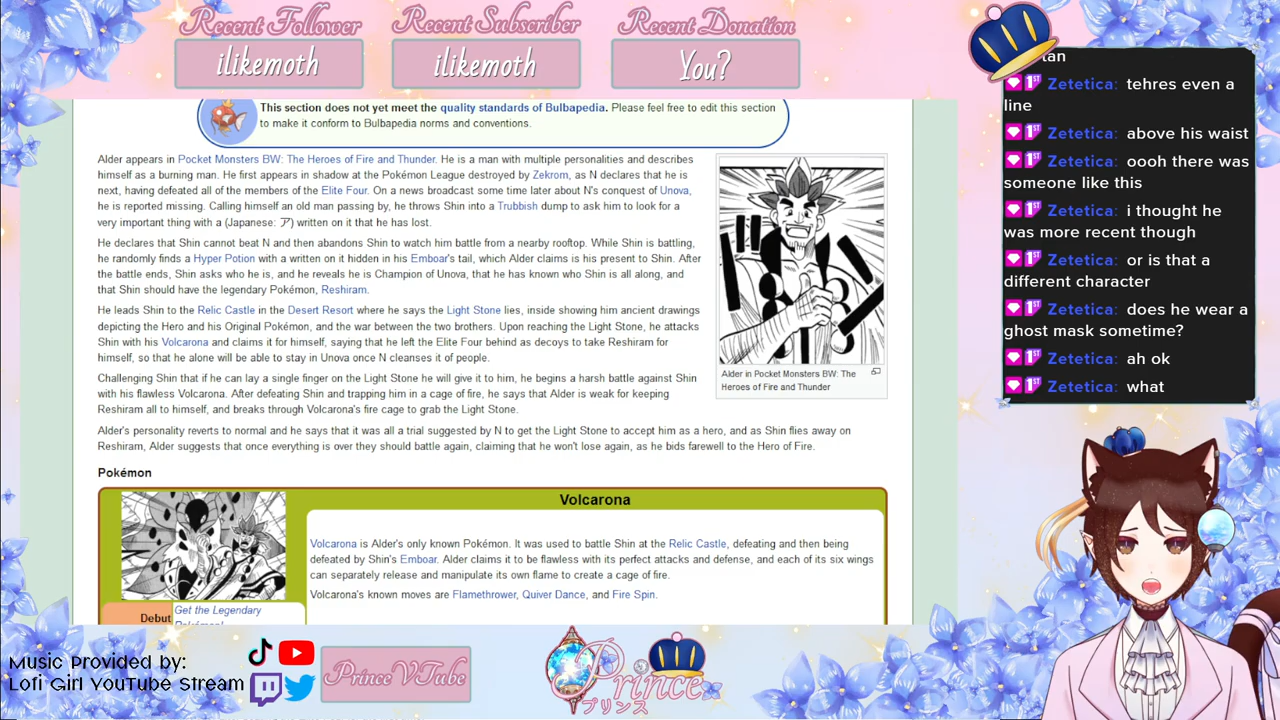 Recent Follower
Recent Subscriber
Recent Donation
ilikemoth
ilikemoth
You?
This section does not yet meet the quality standards of Bulbapedia. Please feel free to edit this section
to make it conform to Bulbapedia norms and conventions.
Alder appears in Pocket Monsters BW: The Heroes of Fire and Thunder. He is a man with multiple personalities and describes
himself as a burning man. He first appears in shadow at the Pokémon League destroyed by Zekrom, as N declares that he is
next, having defeated all of the members of the Elite Four. On a news broadcast some time later about N's conquest of Unova,
he is reported missing. Calling himself an old man passing by, he throws Shin into a Trubbish dump to ask him to look for a
very important thing with a (Japanese: ア) written on it that he has lost.
He declares that Shin cannot beat N and then abandons Shin to watch him battle from a nearby rooftop. While Shin is battling,
he randomly finds a Hyper Potion with a written on it hidden in his Emboar's tail, which Alder claims is his present to Shin. After
the battle ends, Shin asks who he is, and he reveals he is Champion of Unova, that he has known who Shin is all along, and
that Shin should have the legendary Pokémon, Reshiram.
He leads Shin to the Relic Castle in the Desert Resort where he says the Light Stone lies, inside showing him ancient drawings
depicting the Hero and his Original Pokémon, and the war between the two brothers. Upon reaching the Light Stone, he attacks
Shin with his Volcarona and claims it for himself, saying that he left the Elite Four behind as decoys to take Reshiram for
himself, so that he alone will be able to stay in Unova once N cleanses it of people.
Challenging Shin that if he can lay a single finger on the Light Stone he will give it to him, he begins a harsh battle against Shin
with his flawless Volcarona. After defeating Shin and trapping him in a cage of fire, he says that Alder is weak for keeping
Reshiram all to himself, and breaks through Volcarona's fire cage to grab the Light Stone.
Alder's personality reverts to normal and he says that it was all a trial suggested by N to get the Light Stone to accept him as a hero, and as Shin flies away on
Reshiram, Alder suggests that once everything is over they should battle again, claiming that he won't lose again, as he bids farewell to the Hero of Fire.
Alder in Pocket Monsters BW: The
Heroes of Fire and Thunder
Pokémon
Volcarona
Volcarona is Alder's only known Pokémon. It was used to battle Shin at the Relic Castle, defeating and then being
defeated by Shin's Emboar. Alder claims it to be flawless with its perfect attacks and defense, and each of its six wings
can separately release and manipulate its own flame to create a cage of fire.
Volcarona's known moves are Flamethrower, Quiver Dance, and Fire Spin.
Debut
Get the Legendary
Pokémon!
tan
1ST Zetetica: tehres even a
line
1ST Zetetica: above his waist
1ST Zetetica: oooh there was
someone like this
1ST Zetetica: i thought he
was more recent though
1ST Zetetica: or is that a
different character
1ST Zetetica: does he wear a
ghost mask sometime?
1ST Zetetica: ah ok
1ST Zetetica: what
Music Provided by:
Lofi Girl YouTube Stream
PrinceVTube
Prince
プリンス